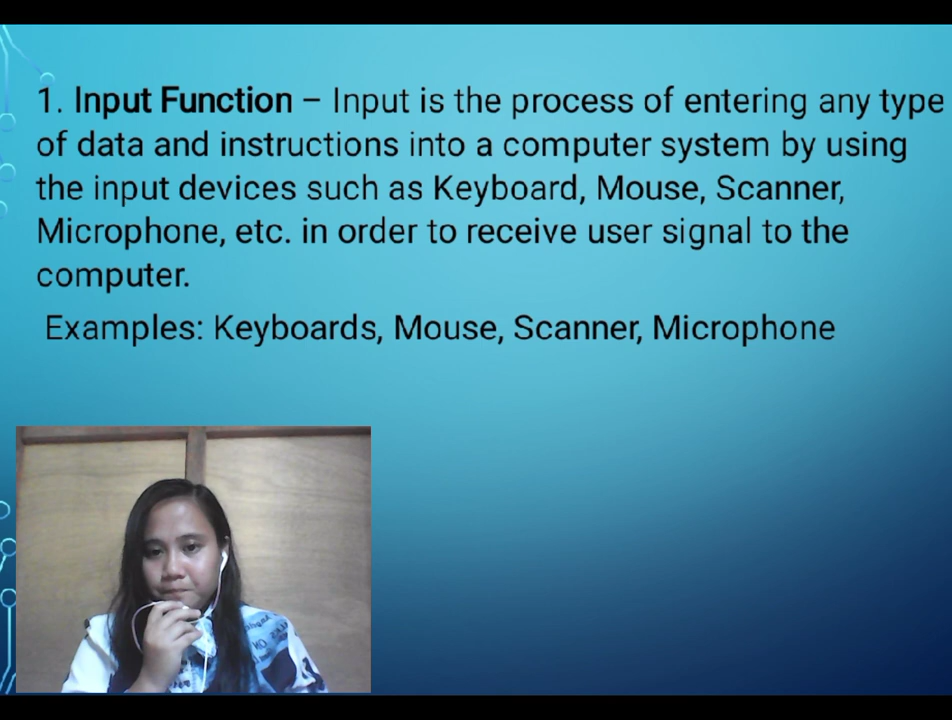 1. Input Function – Input is the process of entering any type
of data and instructions into a computer system by using
the input devices such as Keyboard, Mouse, Scanner,
Microphone, etc. in order to receive user signal to the
computer.
Examples: Keyboards, Mouse, Scanner, Microphone